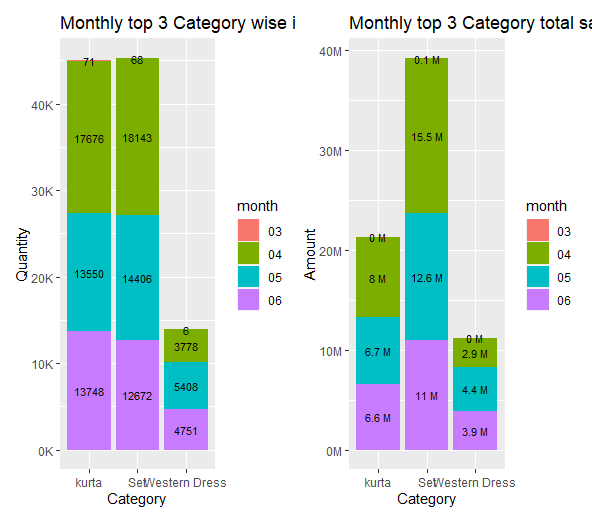 Monthly top 3 Category wise i
40K
30K
20K
10K
0K
Quantity
71
17676
13550
13748
68
18143
14406
12672
6
3778
5408
4751
kurta
Set
Western Dress
Category
month
03
04
05
06
Monthly top 3 Category total sa
40M
30M
20M
10M
0M
Amount
0 M
8 M
6.7 M
6.6 M
0.1 M
15.5 M
12.6 M
11 M
0 M
2.9 M
4.4 M
3.9 M
kurta
Set
Western Dress
Category
month
03
04
05
06